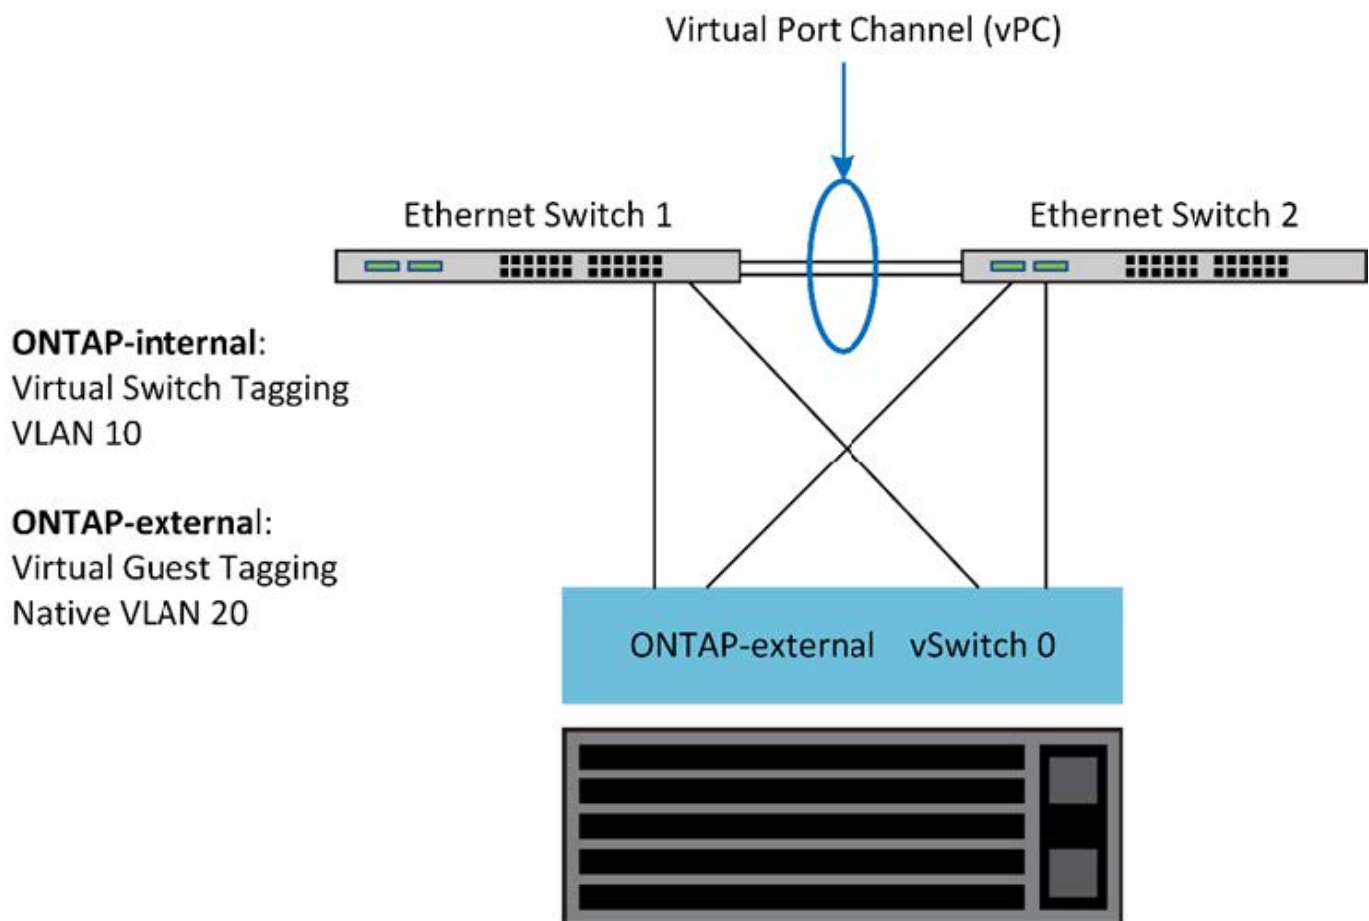 Virtual Port Channel (vPC)
Ethernet Switch 1
Ethernet Switch 2
ONTAP-internal:
Virtual Switch Tagging
VLAN 10
ONTAP-external:
Virtual Guest Tagging
Native VLAN 20
ONTAP-external vSwitch 0